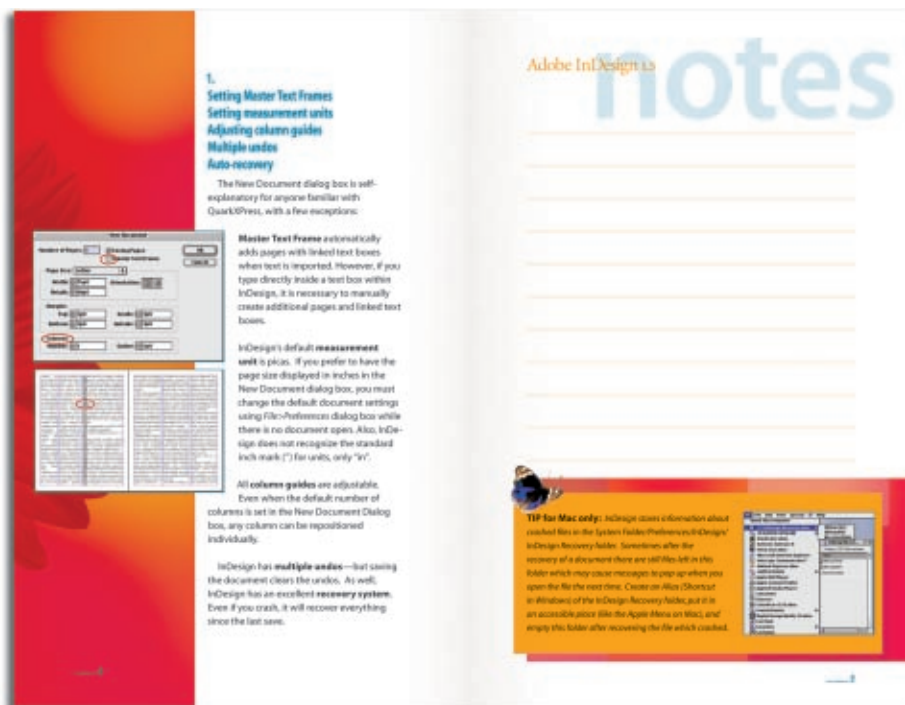 1.
Setting Master Text Frames
Setting measurement units
Adjusting column guides
Multiple undos
Auto-recovery
The New Document dialog box is self-
explanatory for anyone familiar with
QuarkXPress, with a few exceptions:
Master Text Frame automatically
adds pages with linked text boxes
when text is imported. However, if you
type directly inside a text box within
InDesign, it is necessary to manually
create additional pages and linked text
boxes.
InDesign's default measurement
unit is picas. If you prefer to have the
page size displayed in inches in the
New Document dialog box, you must
change the default document settings
using File>Preferences dialog box while
there is no document open. Also, InDe-
sign does not recognize the standard
inch mark (") for units, only "in".
All column guides are adjustable.
Even when the default number of
columns is set in the New Document Dialog
box, any column can be repositioned
individually.
InDesign has multiple undos—but saving
the document clears the undos. As well,
InDesign has an excellent recovery system.
Even if you crash, it will recover everything
since the last save.
notes
Adobe InDesign 1.5
TIP for Mac only: InDesign stores information about
crashed files in the System Folder/Preferences/InDesign/
InDesign Recovery folder. Sometimes after the
recovery of a document there are still files left in this
folder which may cause messages to pop up when you
open the file the next time. Create an Alias (Shortcut
in Windows) of the InDesign Recovery folder, put it in
an accessible place (like the Apple Menu on Mac), and
empty this folder after recovering the file which crashed.